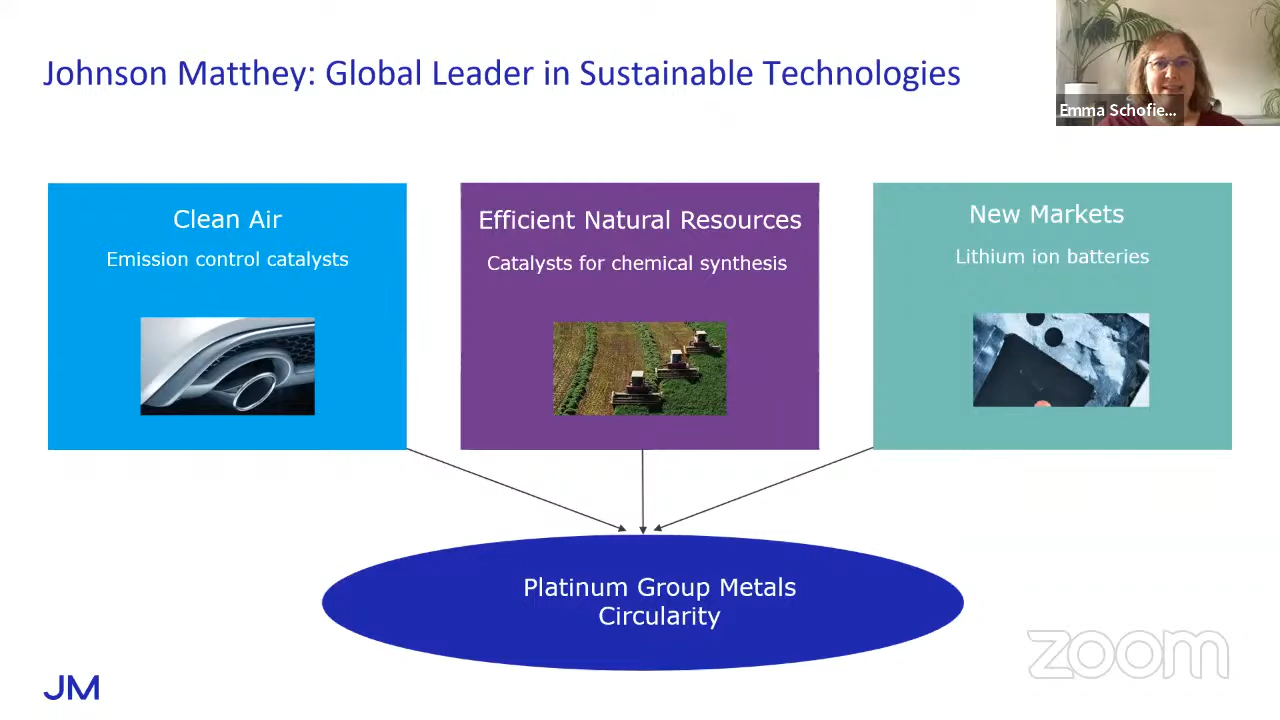 Johnson Matthey: Global Leader in Sustainable Technologies
Emma Schofie...
Clean Air
Emission control catalysts
Efficient Natural Resources
Catalysts for chemical synthesis
New Markets
Lithium ion batteries
Platinum Group Metals
Circularity
zoom
JM